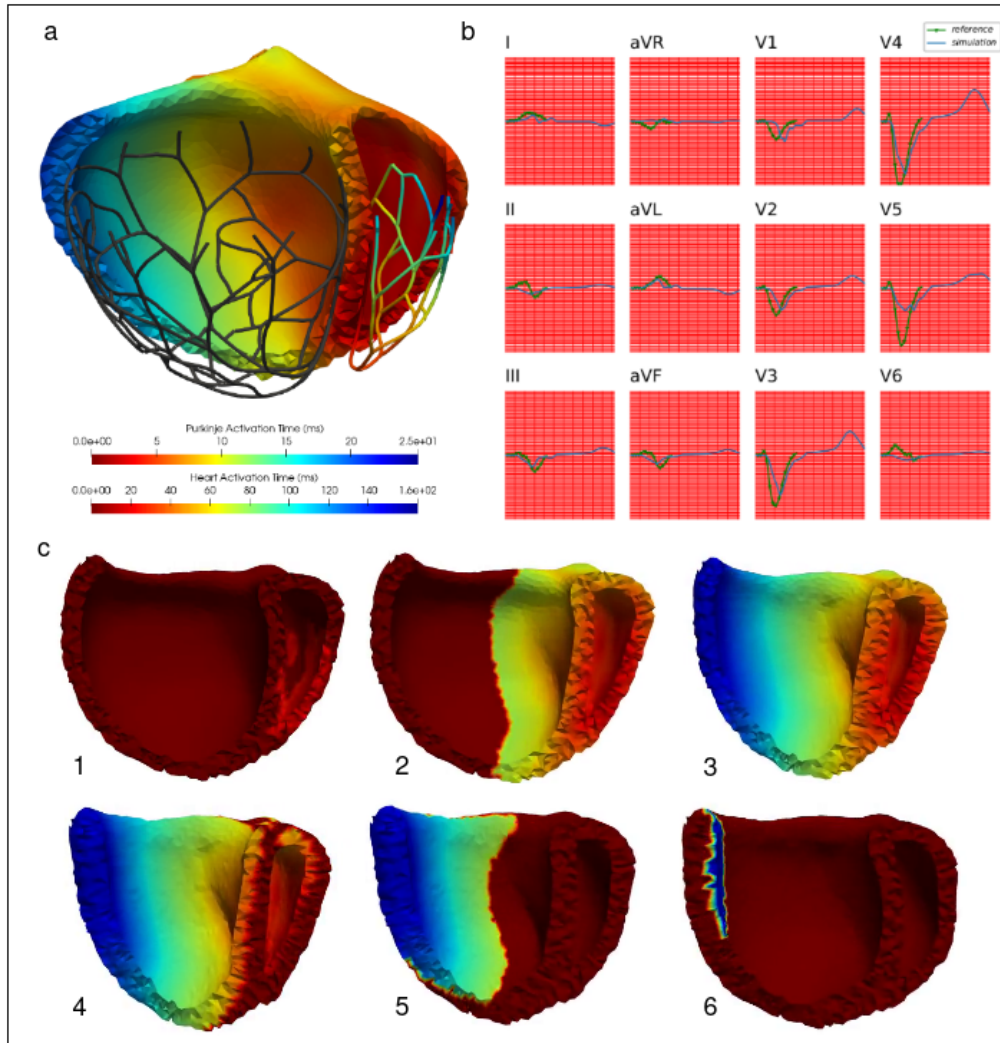 a
b
reference
simulation
I
aVR
V1
V4
II
aVL
V2
V5
III
aVF
V3
V6
Purkinje Activation Time (ms)
0.0e+00 5 10 15 20 2.5e+01
Heart Activation Time (ms)
0.0e+00 20 40 60 80 100 120 140 1.6e+02
c
1
2
3
4
5
6